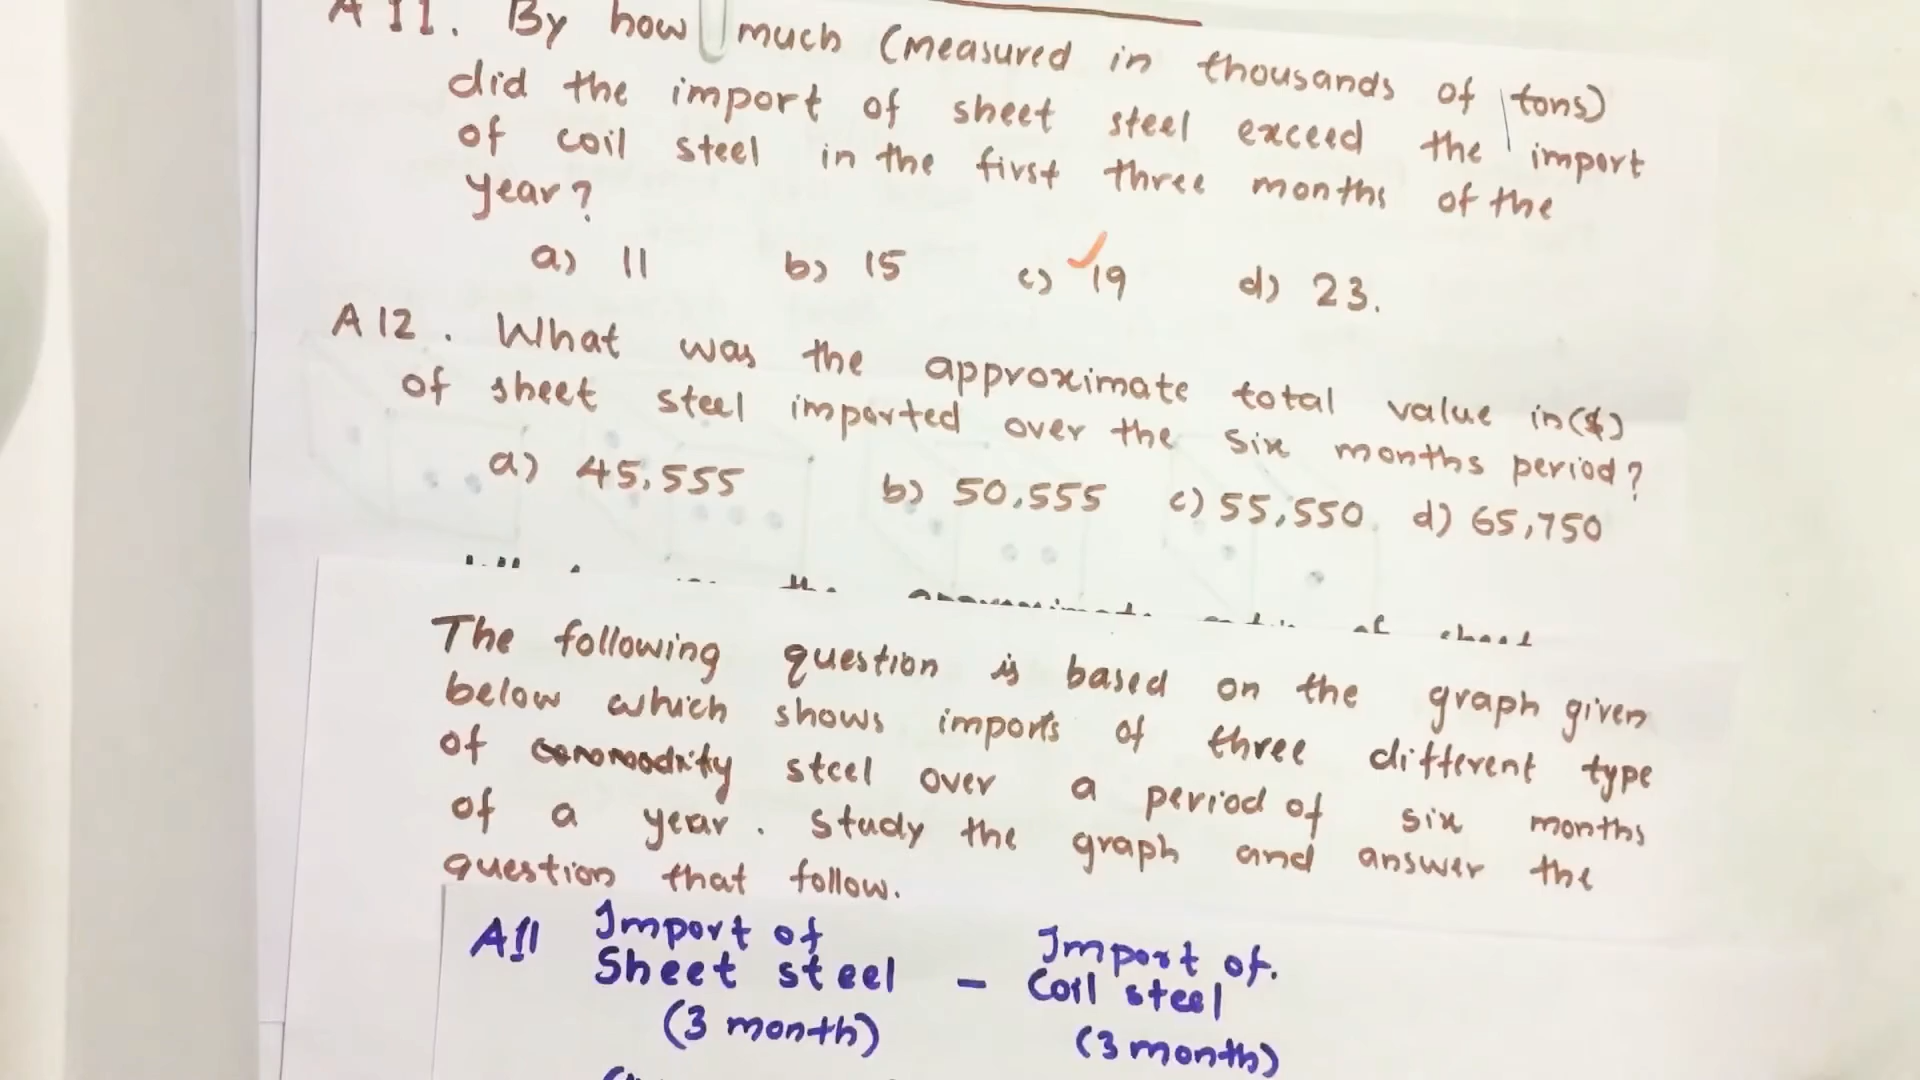 A 11. By how much (measured in thousands of tons)
did the import of sheet steel exceed the import
of coil steel in the first three months of the
year?
a) 11 b) 15 c) 19 d) 23.
A 12. What was the approximate total value in ($)
of sheet steel imported over the six months period?
a) 45,555 b) 50,555 c) 55,550 d) 65,750
The following question is based on the graph given
below which shows imports of three different type
of steel over a period of six months
of a year. Study the graph and answer the
question that follow.
A11 Import of Sheet steel (3 month) - Import of. Coil steel (3 month)